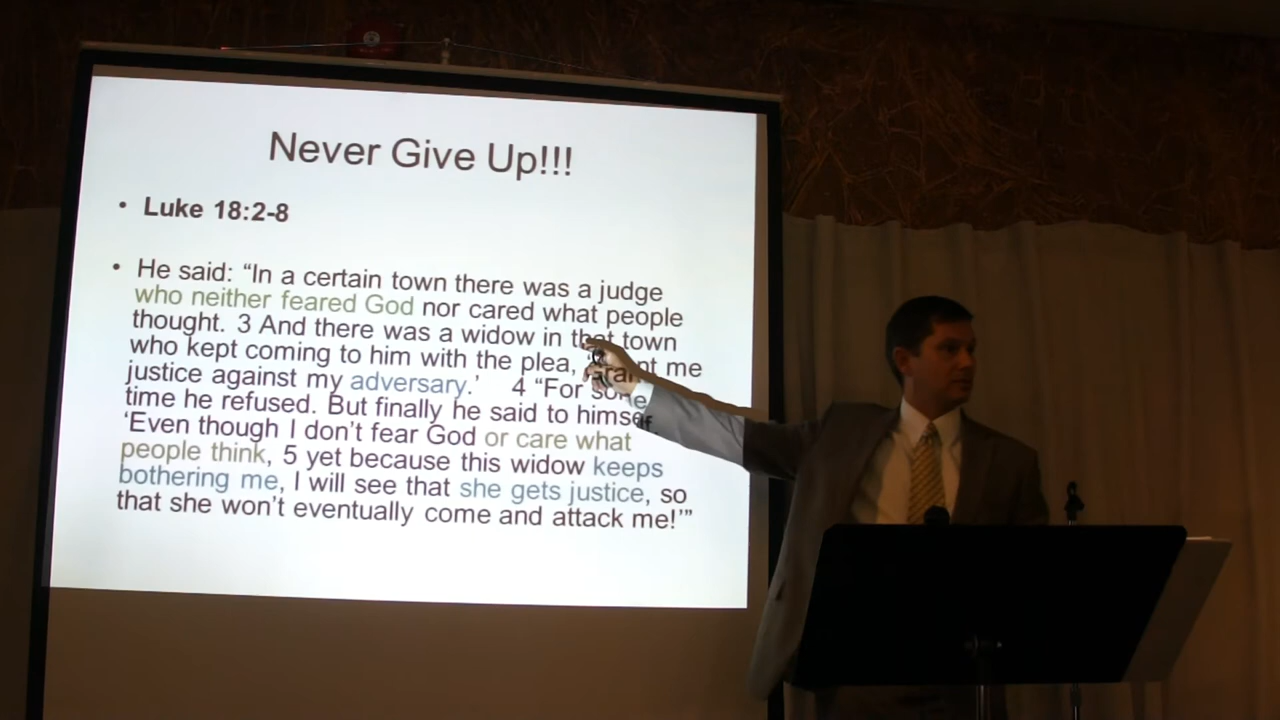 Never Give Up!!!
• Luke 18:2-8
• He said: “In a certain town there was a judge
who neither feared God nor cared what people
thought. 3 And there was a widow in that town
who kept coming to him with the plea, ‘Grant me
justice against my adversary.’ 4 “For some
time he refused. But finally he said to himself
‘Even though I don’t fear God or care what
people think, 5 yet because this widow keeps
bothering me, I will see that she gets justice, so
that she won’t eventually come and attack me!’”